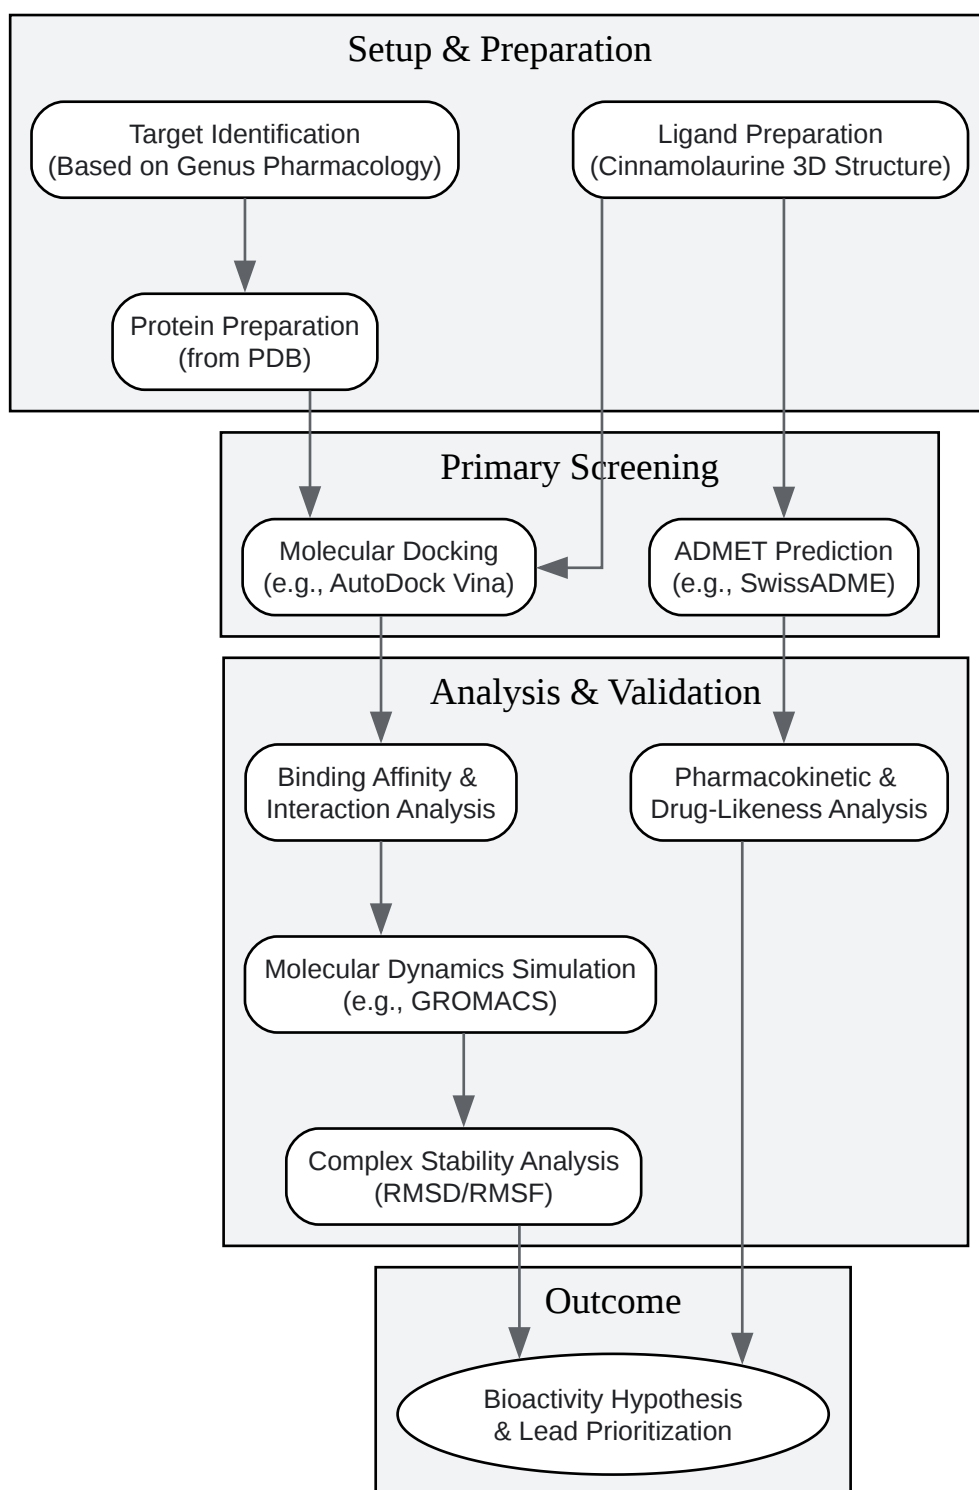 Setup & Preparation
Target Identification
(Based on Genus Pharmacology)
Ligand Preparation
(Cinnamolaurine 3D Structure)
Protein Preparation
(from PDB)
Primary Screening
Molecular Docking
(e.g., AutoDock Vina)
ADMET Prediction
(e.g., SwissADME)
Analysis & Validation
Binding Affinity &
Interaction Analysis
Pharmacokinetic &
Drug-Likeness Analysis
Molecular Dynamics Simulation
(e.g., GROMACS)
Complex Stability Analysis
(RMSD/RMSF)
Outcome
Bioactivity Hypothesis
& Lead Prioritization